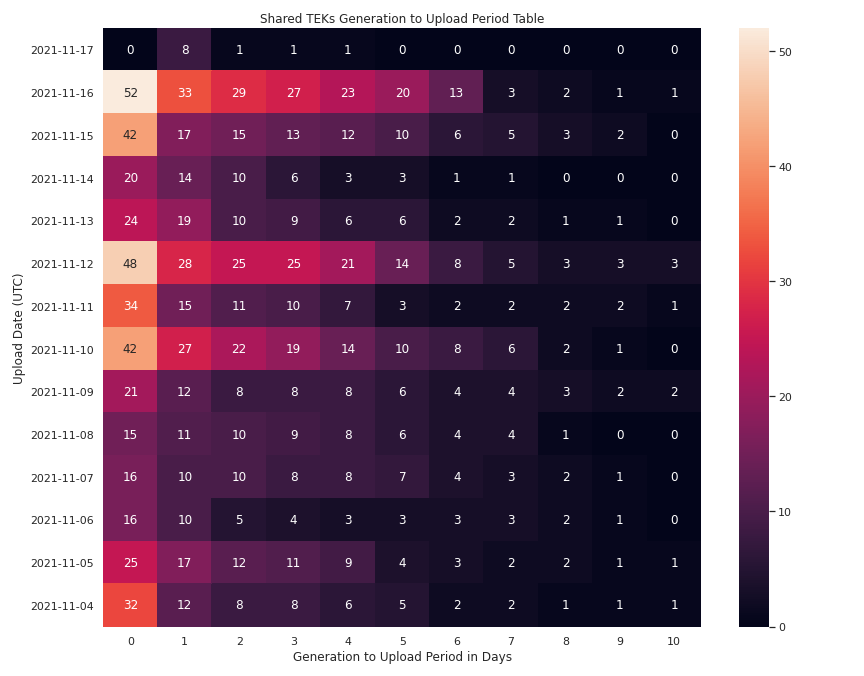 Shared TEKs Generation to Upload Period Table
2021-11-17 0 8 1 1 1 0 0 0 0 0 0
2021-11-16 52 33 29 27 23 20 13 3 2 1 1
2021-11-15 42 17 15 13 12 10 6 5 3 2 0
2021-11-14 20 14 10 6 3 3 1 1 0 0 0
2021-11-13 24 19 10 9 6 6 2 2 1 1 0
2021-11-12 48 28 25 25 21 14 8 5 3 3 3
2021-11-11 34 15 11 10 7 3 2 2 2 2 1
2021-11-10 42 27 22 19 14 10 8 6 2 1 0
2021-11-09 21 12 8 8 8 6 4 4 3 2 2
2021-11-08 15 11 10 9 8 6 4 4 1 0 0
2021-11-07 16 10 10 8 8 7 4 3 2 1 0
2021-11-06 16 10 5 4 3 3 3 3 2 1 0
2021-11-05 25 17 12 11 9 4 3 2 2 1 1
2021-11-04 32 12 8 8 6 5 2 2 1 1 1
0 1 2 3 4 5 6 7 8 9 10
Generation to Upload Period in Days
Upload Date (UTC)
50
40
30
20
10
0